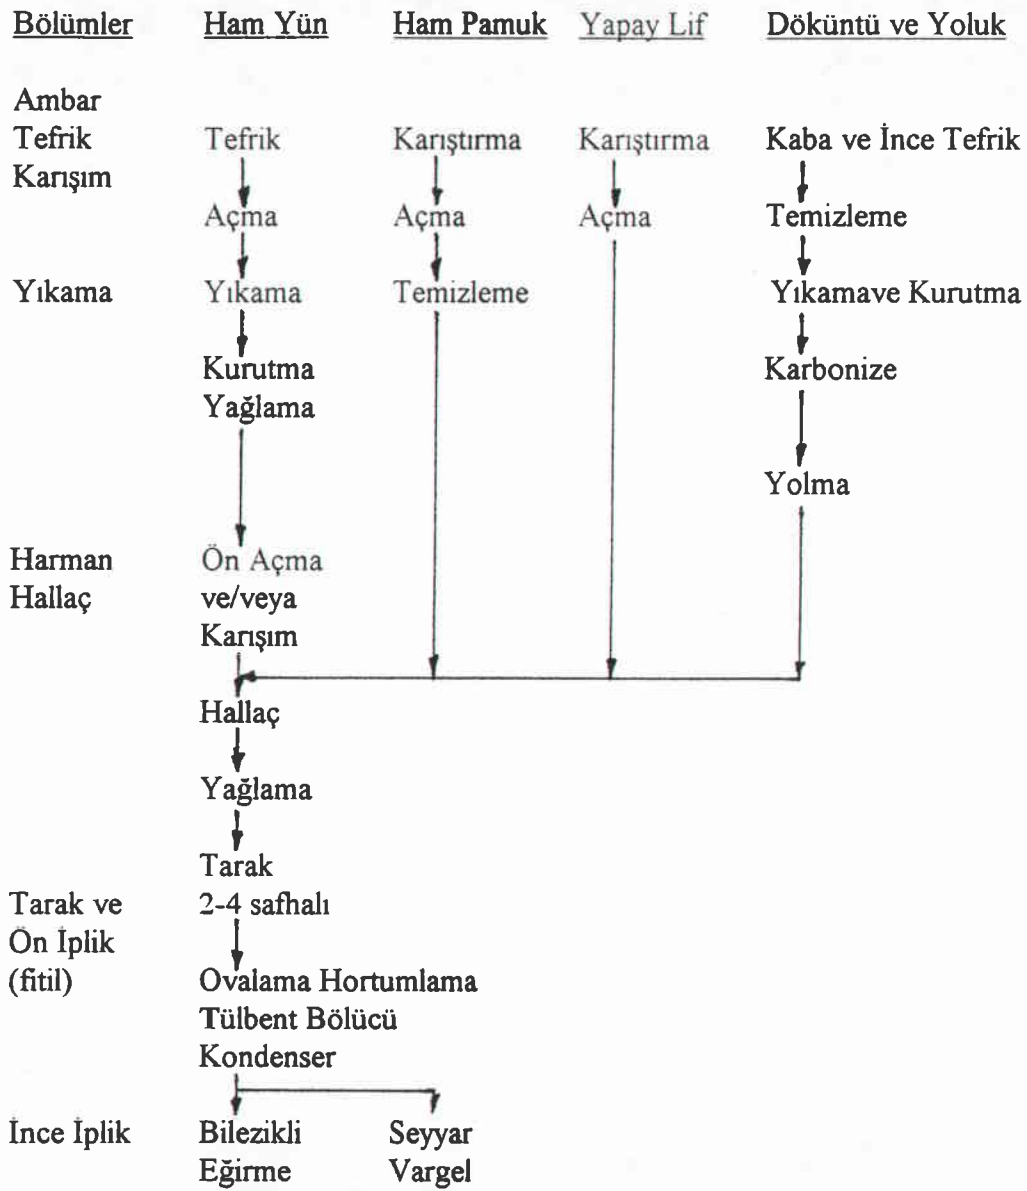 Bölümler Ham Yün Ham Pamuk Yapay Lif Döküntü ve Yoluk
Ambar
Tefrik Tefrik Karıştırma Karıştırma Kaba ve İnce Tefrik
Karışım
Açma Açma Açma Temizleme
Yıkama Yıkama Temizleme Yıkamave Kurutma
Kurutma Karbonize
Yağlama
Yolma
Harman Ön Açma
Hallaç ve/veya
Karışım
Hallaç
Yağlama
Tarak
Tarak ve 2-4 safhalı
Ön İplik
(fitil) Ovalama Hortumlama
Tülbent Bölücü
Kondenser
İnce İplik Bilezikli Seyyar
Eğirme Vargel